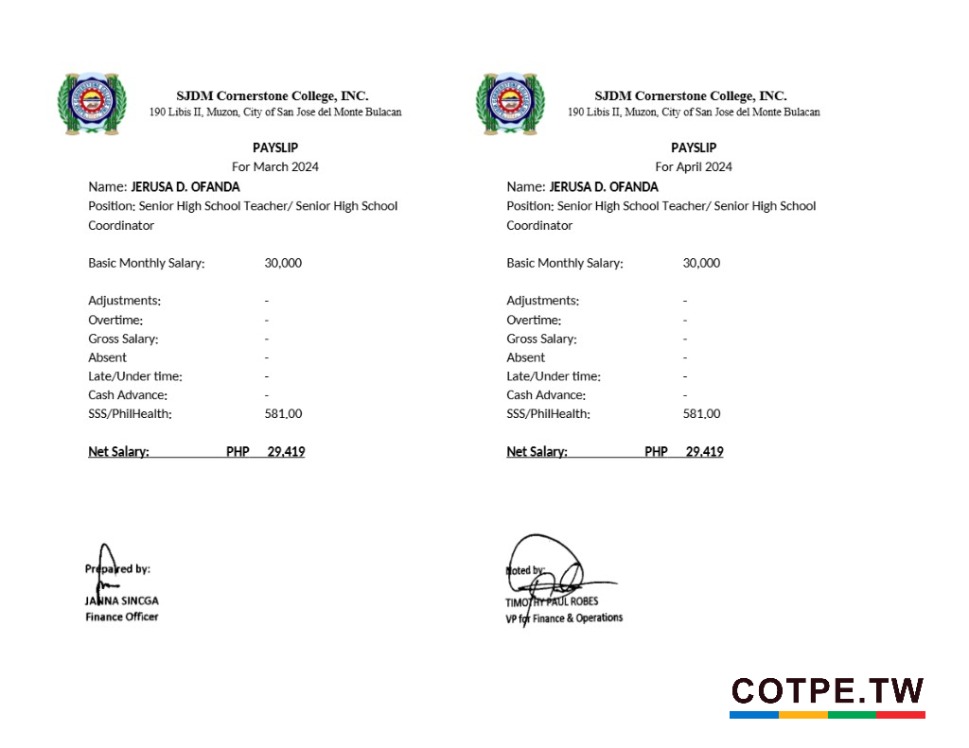 SJDM Cornerstone College, INC.
190 Libis II, Muzon, City of San Jose del Monte Bulacan
PAYSLIP
For March 2024
Name: JERUSA D. OFANDA
Position: Senior High School Teacher/ Senior High School
Coordinator
Basic Monthly Salary: 30,000
Adjustments: -
Overtime: -
Gross Salary: -
Absent -
Late/Under time: -
Cash Advance: -
SSS/PhilHealth: 581.00
Net Salary: PHP 29,419
Prepared by:
JANNA SINCGA
Finance Officer
SJDM Cornerstone College, INC.
190 Libis II, Muzon, City of San Jose del Monte Bulacan
PAYSLIP
For April 2024
Name: JERUSA D. OFANDA
Position: Senior High School Teacher/ Senior High School
Coordinator
Basic Monthly Salary: 30,000
Adjustments: -
Overtime: -
Gross Salary: -
Absent -
Late/Under time: -
Cash Advance: -
SSS/PhilHealth: 581.00
Net Salary: PHP 29,419
Noted by:
TIMOTHY PAUL ROBES
VP for Finance & Operations
COTPE.TW